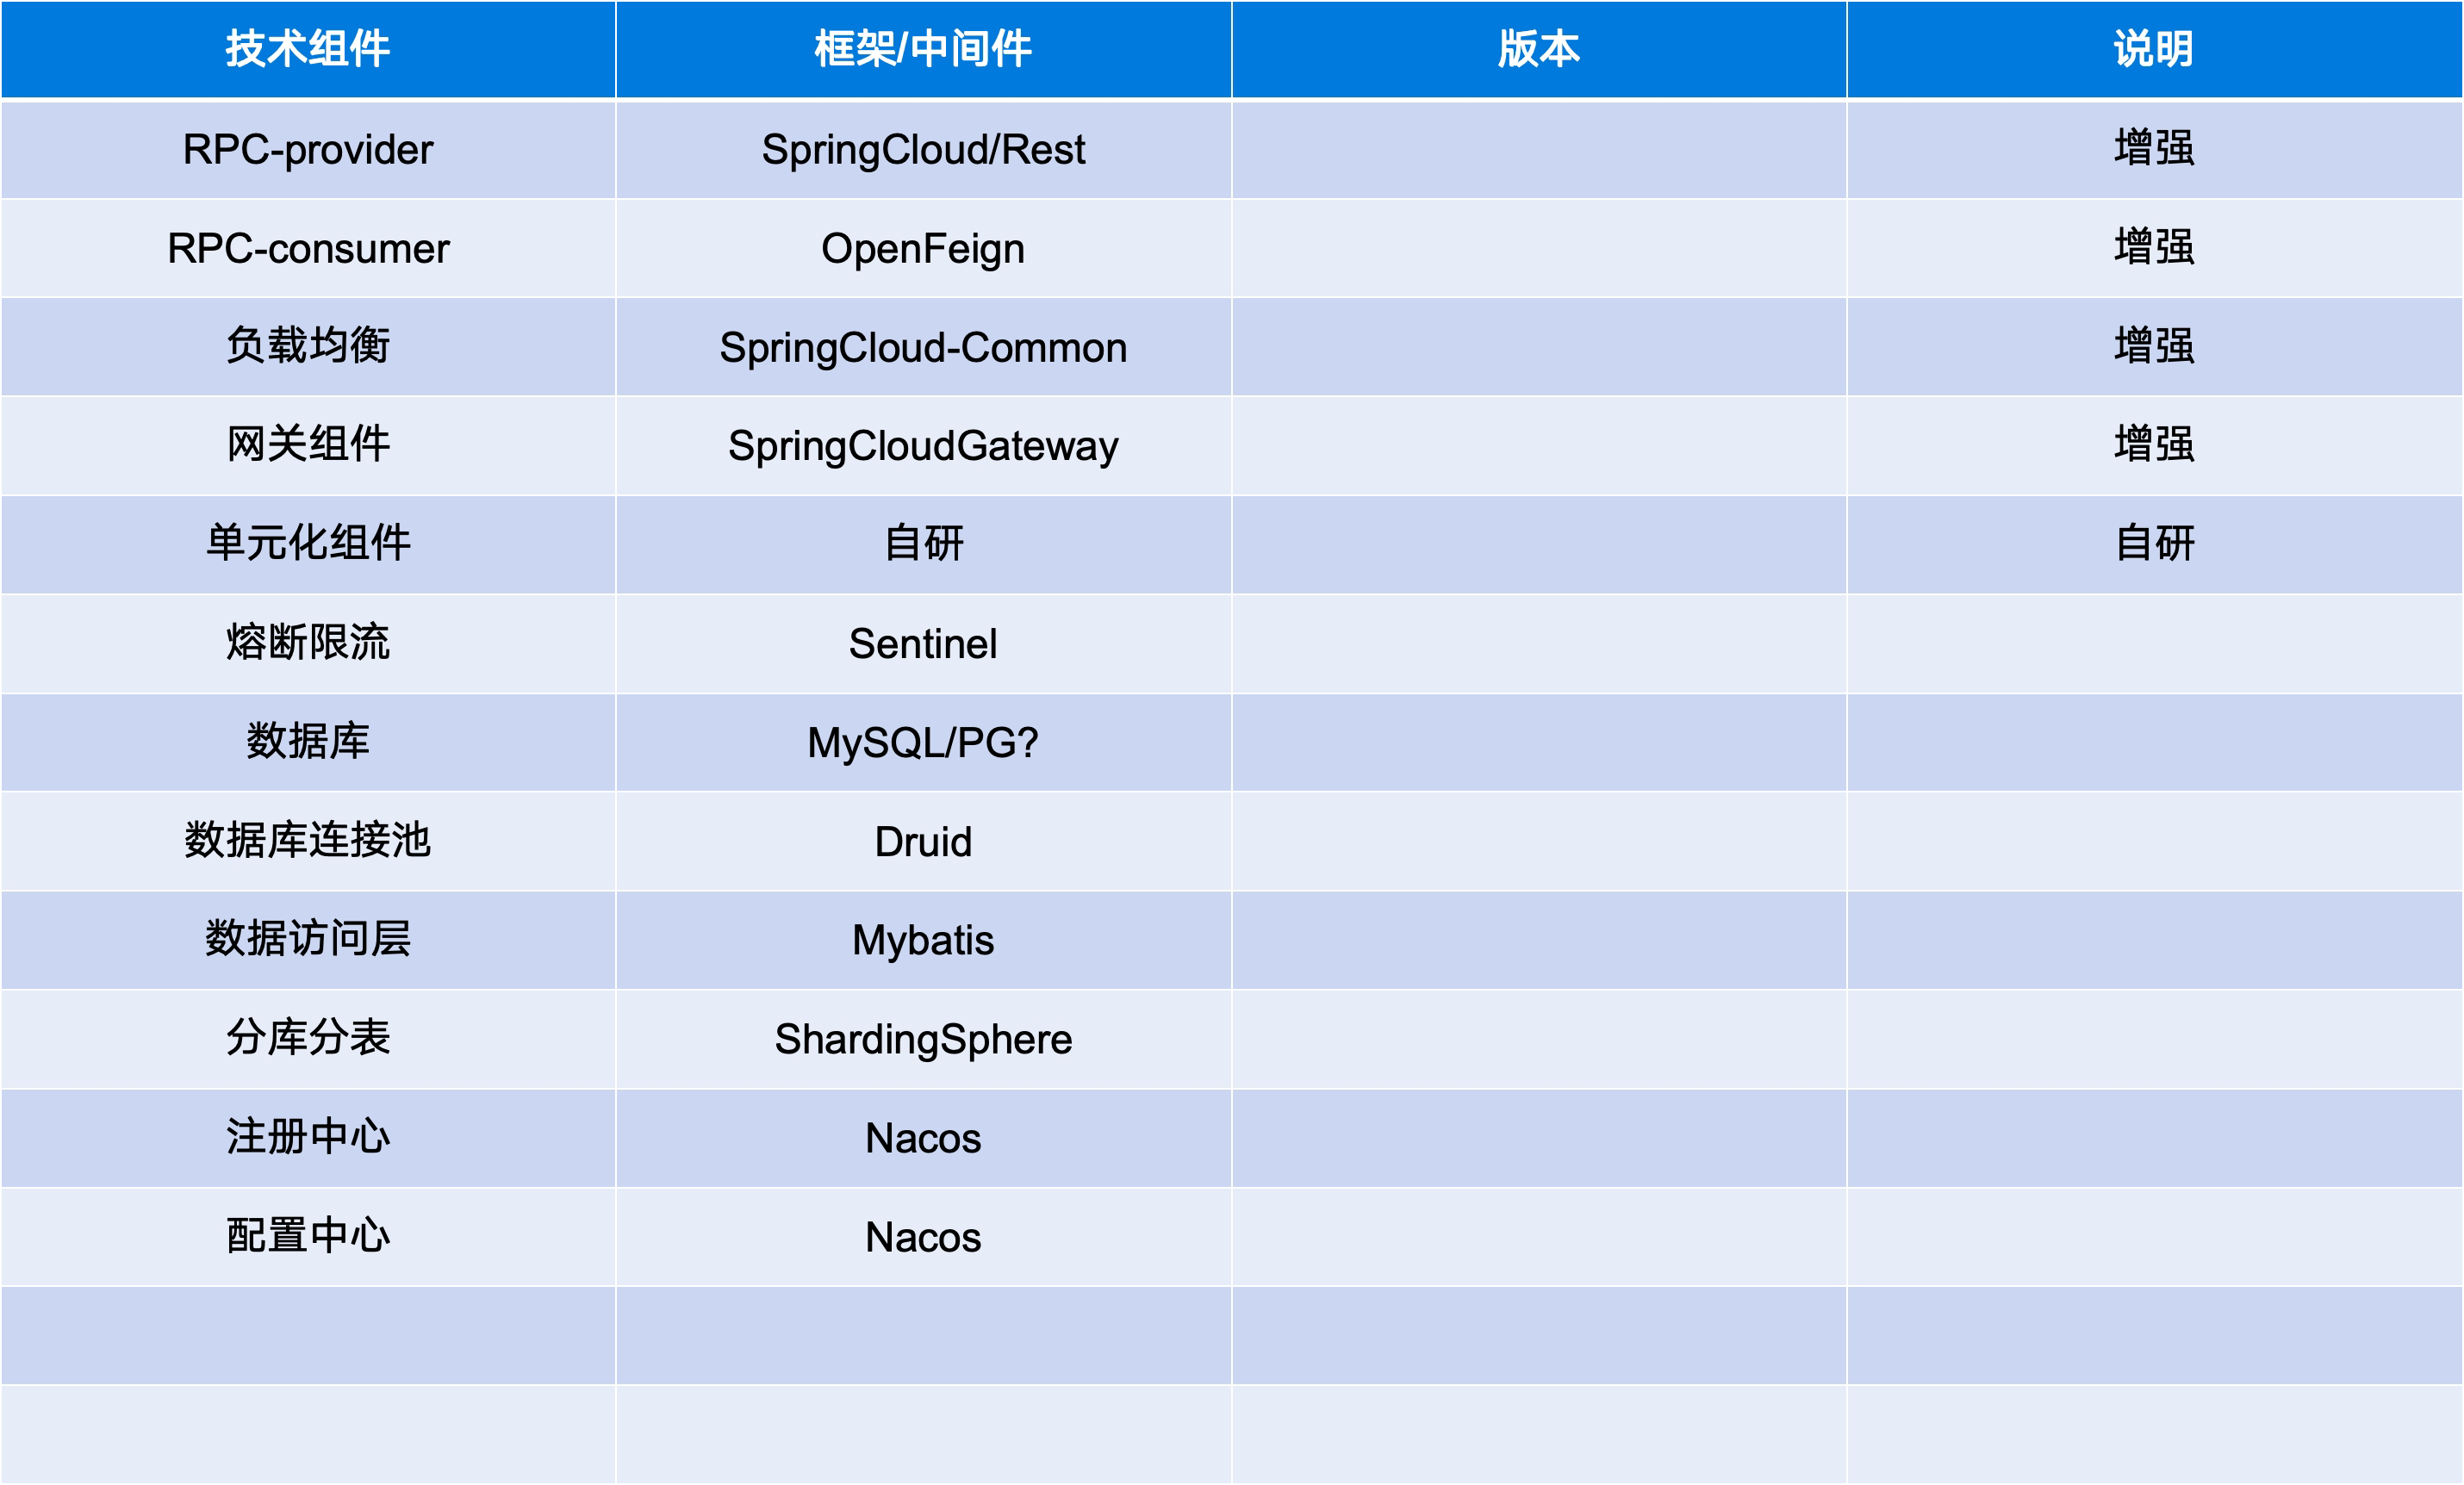 技术组件 框架/中间件 版本 说明
RPC-provider SpringCloud/Rest 增强
RPC-consumer OpenFeign 增强
负载均衡 SpringCloud-Common 增强
网关组件 SpringCloudGateway 增强
单元化组件 自研 自研
熔断限流 Sentinel
数据库 MySQL/PG?
数据库连接池 Druid
数据访问层 Mybatis
分库分表 ShardingSphere
注册中心 Nacos
配置中心 Nacos